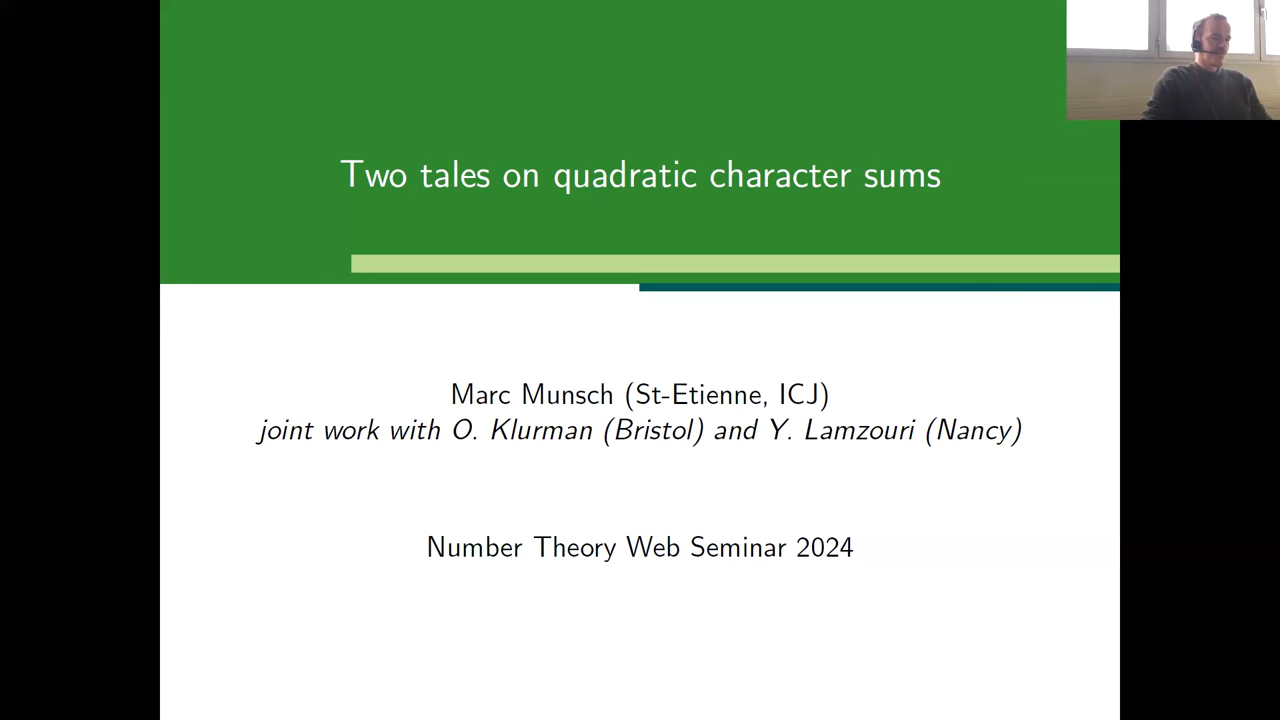 Two tales on quadratic character sums
Marc Munsch (St-Etienne, ICJ)
joint work with O. Klurman (Bristol) and Y. Lamzouri (Nancy)
Number Theory Web Seminar 2024